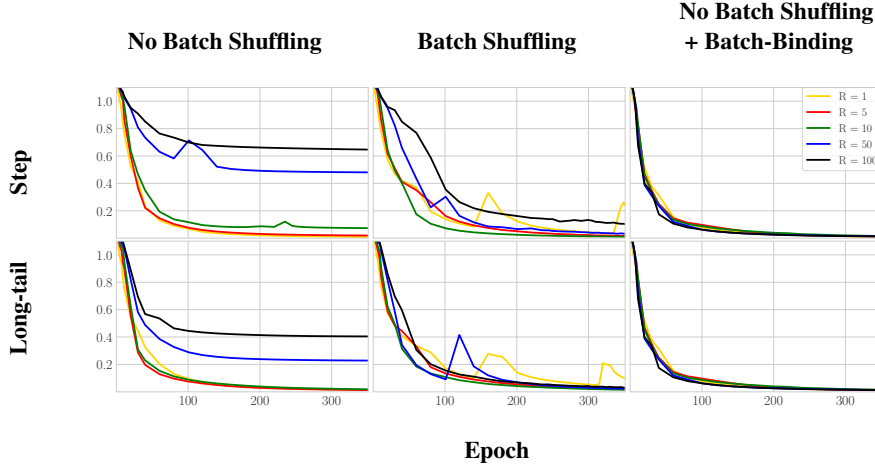 No Batch Shuffling
Batch Shuffling
No Batch Shuffling
+ Batch-Binding
Step
1.0
0.8
0.6
0.4
0.2
R = 1
R = 5
R = 10
R = 50
R = 100
Long-tail
1.0
0.8
0.6
0.4
0.2
100
200
300
100
200
300
100
200
300
Epoch